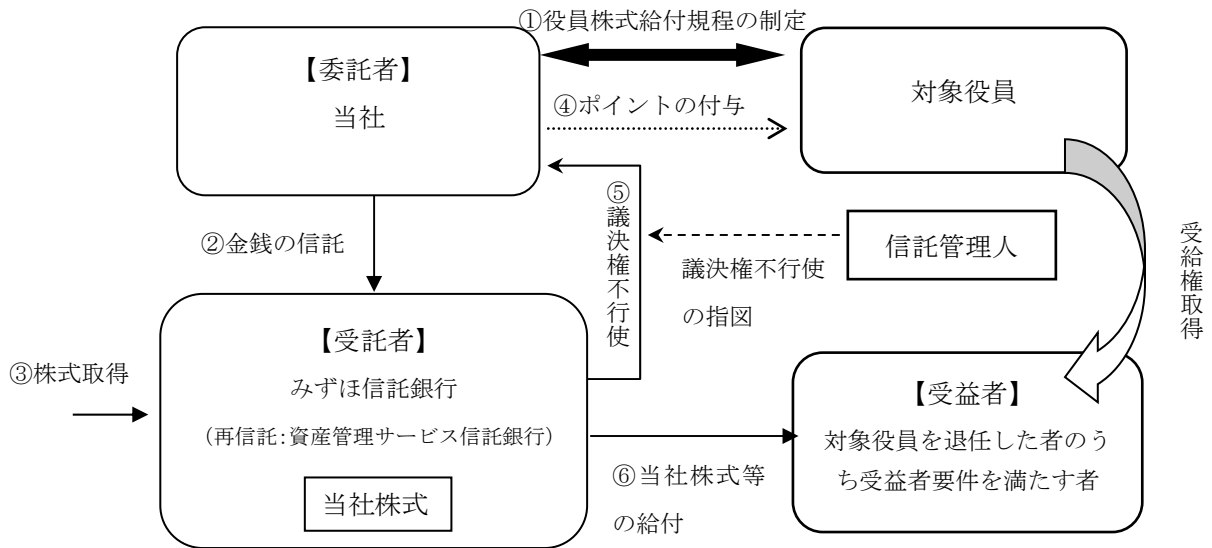 ①役員株式給付規程の制定
【委託者】
当社
④ポイントの付与
対象役員
②金銭の信託
⑤議決権不行使
議決権不行使
の指図
信託管理人
受給権取得
③株式取得
【受託者】
みずほ信託銀行
（再信託：資産管理サービス信託銀行）
当社株式
⑥当社株式等
の給付
【受益者】
対象役員を退任した者のう
ち受益者要件を満たす者